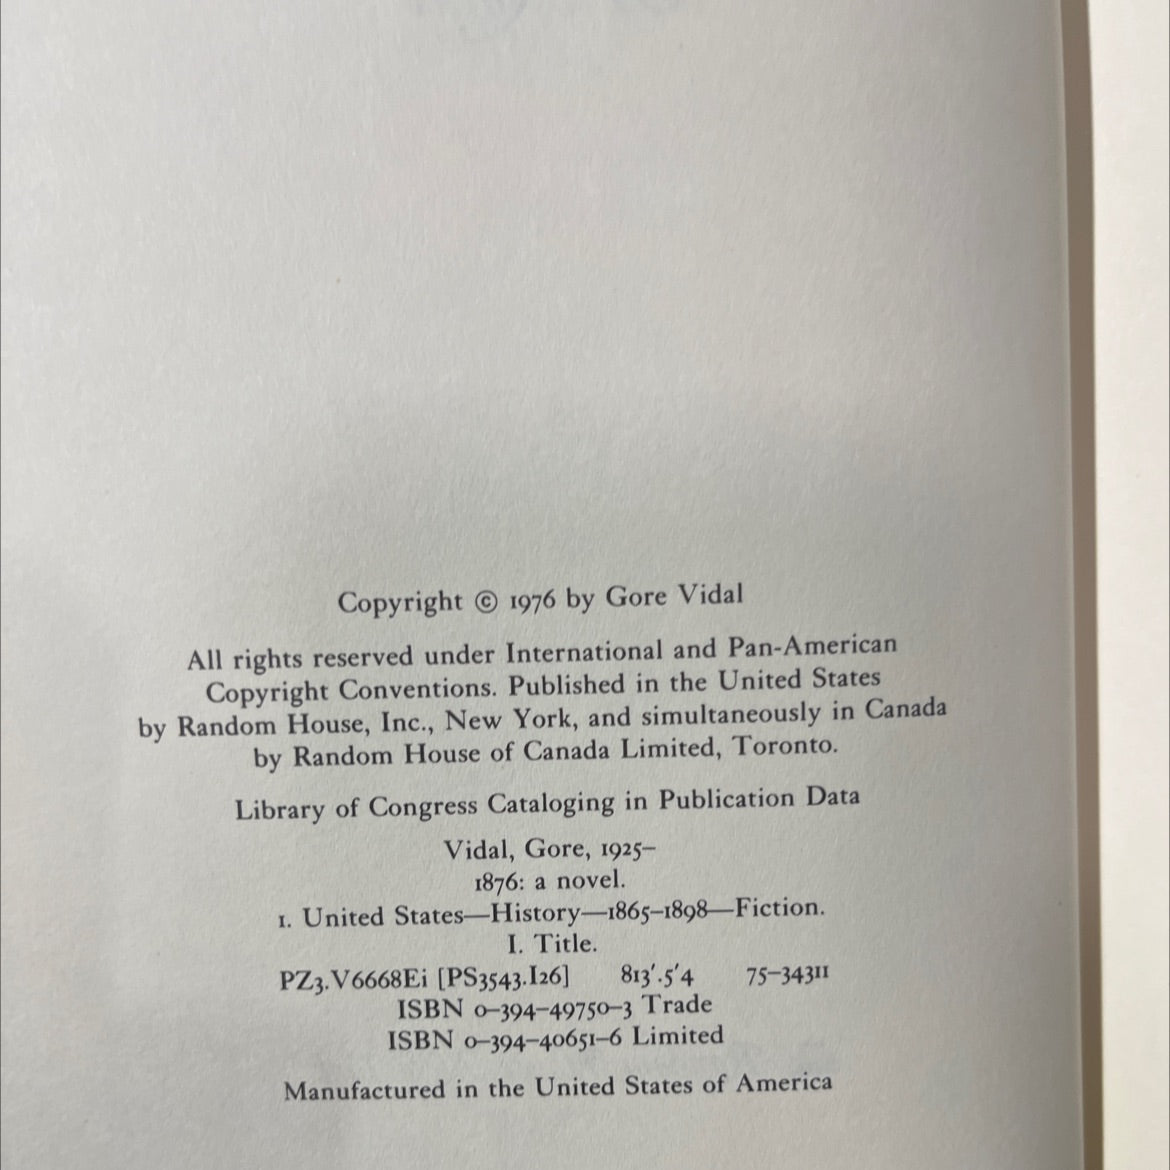 Copyright © 1976 by Gore Vidal
All rights reserved under International and Pan-American
Copyright Conventions. Published in the United States
by Random House, Inc., New York, and simultaneously in Canada
by Random House of Canada Limited, Toronto.
Library of Congress Cataloging in Publication Data
Vidal, Gore, 1925–
1876: a novel.
1. United States—History—1865–1898—Fiction.
I. Title.
PZ3.V6668Ei [PS3543.I26] 813'.5'4 75–34311
ISBN 0–394–49750–3 Trade
ISBN 0–394–40651–6 Limited
Manufactured in the United States of America